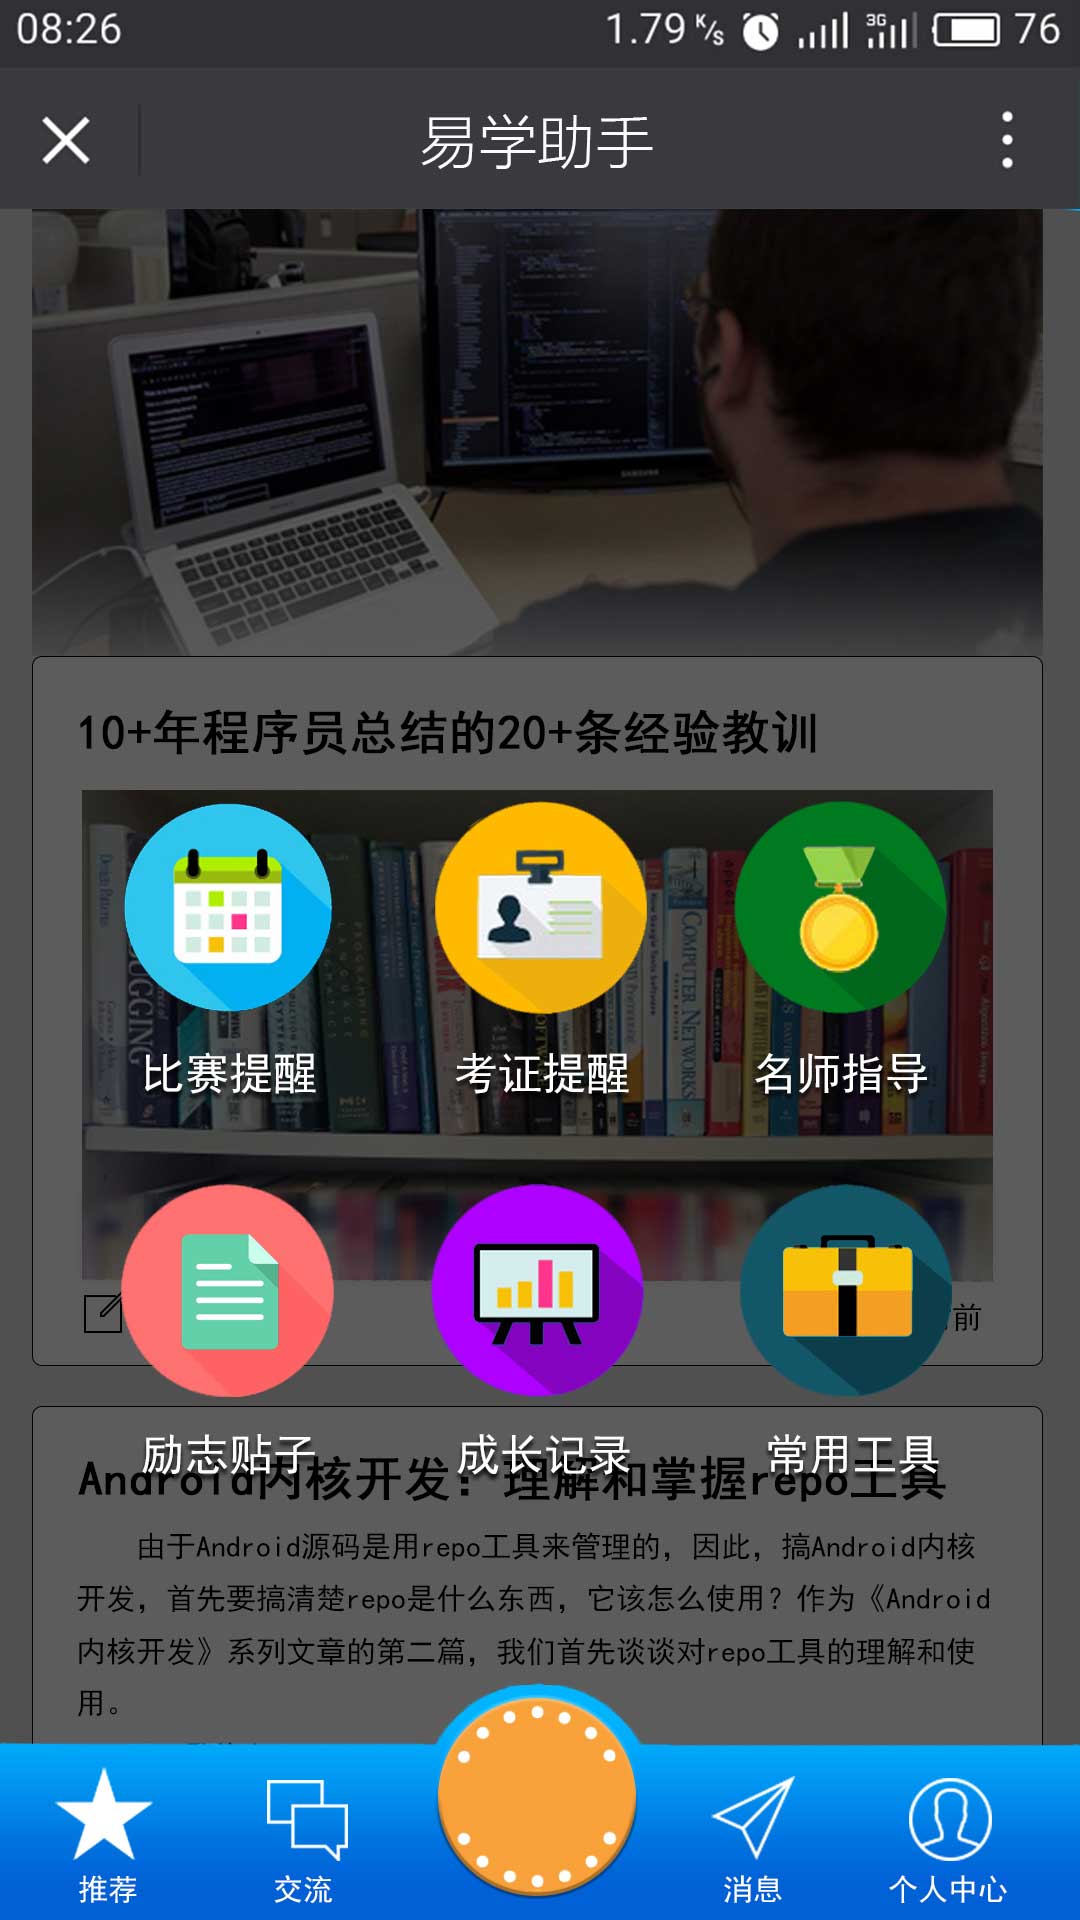 08:26 1.79 K/s 3G 76
易学助手
SAMSUNG
10+年程序员总结的20+条经验教训
COMPUTER NETWORKS
比赛提醒 考证提醒 名师指导
前
励志贴子 成长记录 常用工具
Android内核开发：理解和掌握repo工具
由于Android源码是用repo工具来管理的，因此，搞Android内核
开发，首先要搞清楚repo是什么东西，它该怎么使用？作为《Android
内核开发》系列文章的第二篇，我们首先谈谈对repo工具的理解和使
用。
推荐 交流 消息 个人中心